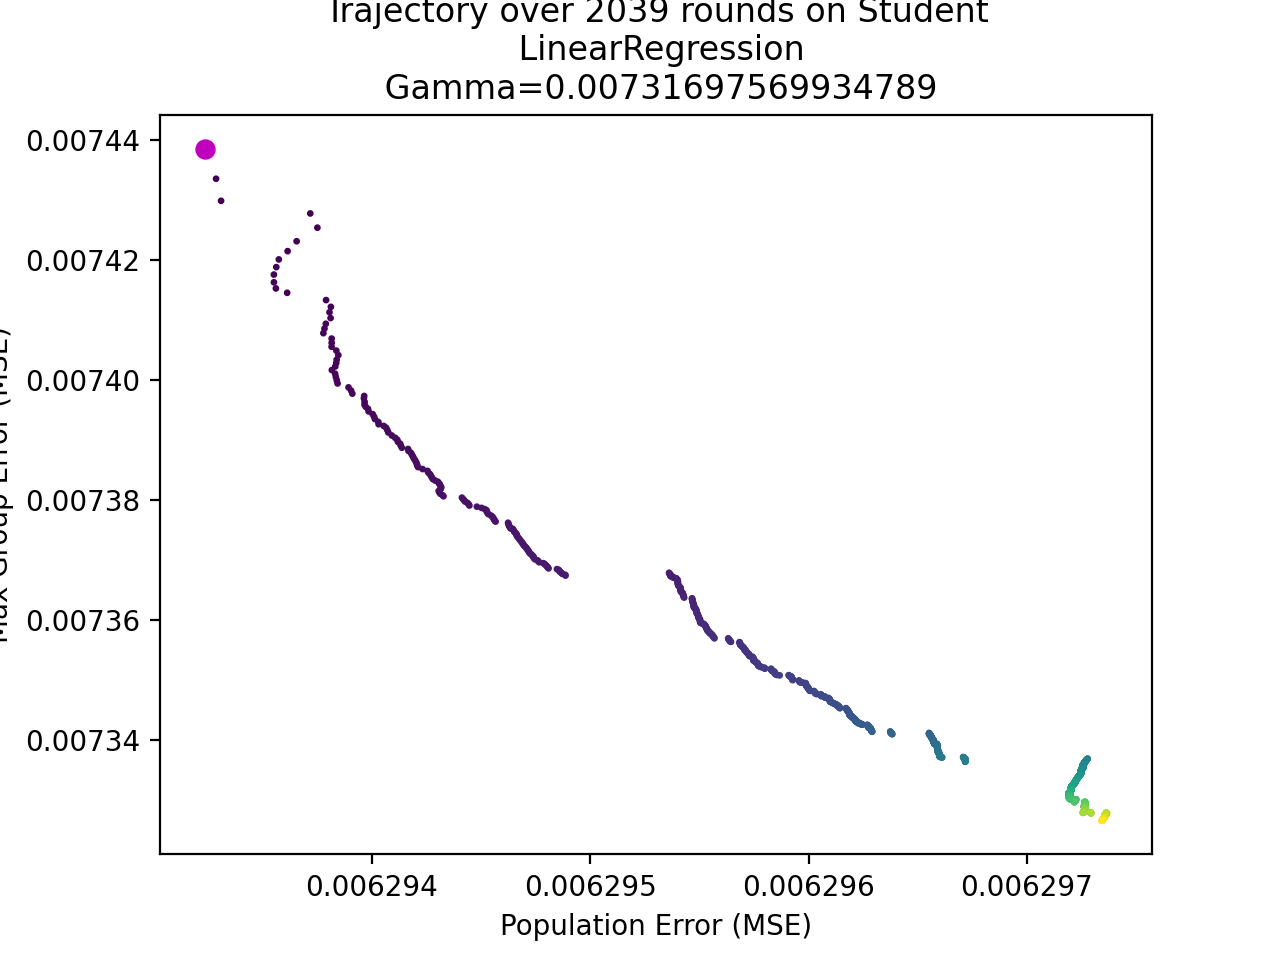 Trajectory over 2039 rounds on Student
LinearRegression
Gamma=0.00731697569934789
0.00744
0.00742
0.00740
0.00738
0.00736
0.00734
Max Group Error (MSE)
0.006294
0.006295
0.006296
0.006297
Population Error (MSE)